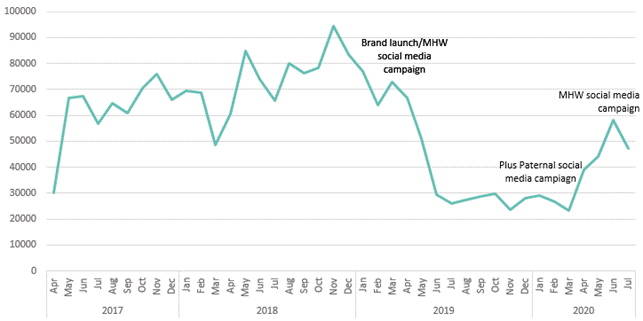 100000
90000
80000
70000
60000
50000
40000
30000
20000
10000
0
Brand launch/MHW
social media
campaign
MHW social media
campaign
Plus Paternal social
media campiagn
Apr May Jun Jul Aug Sep Oct Nov Dec Jan Feb Mar Apr May Jun Jul Aug Sep Oct Nov Dec Jan Feb Mar Apr May Jun Jul Aug Sep Oct Nov Dec Jan Feb Mar Apr May Jun Jul
2017 2018 2019 2020